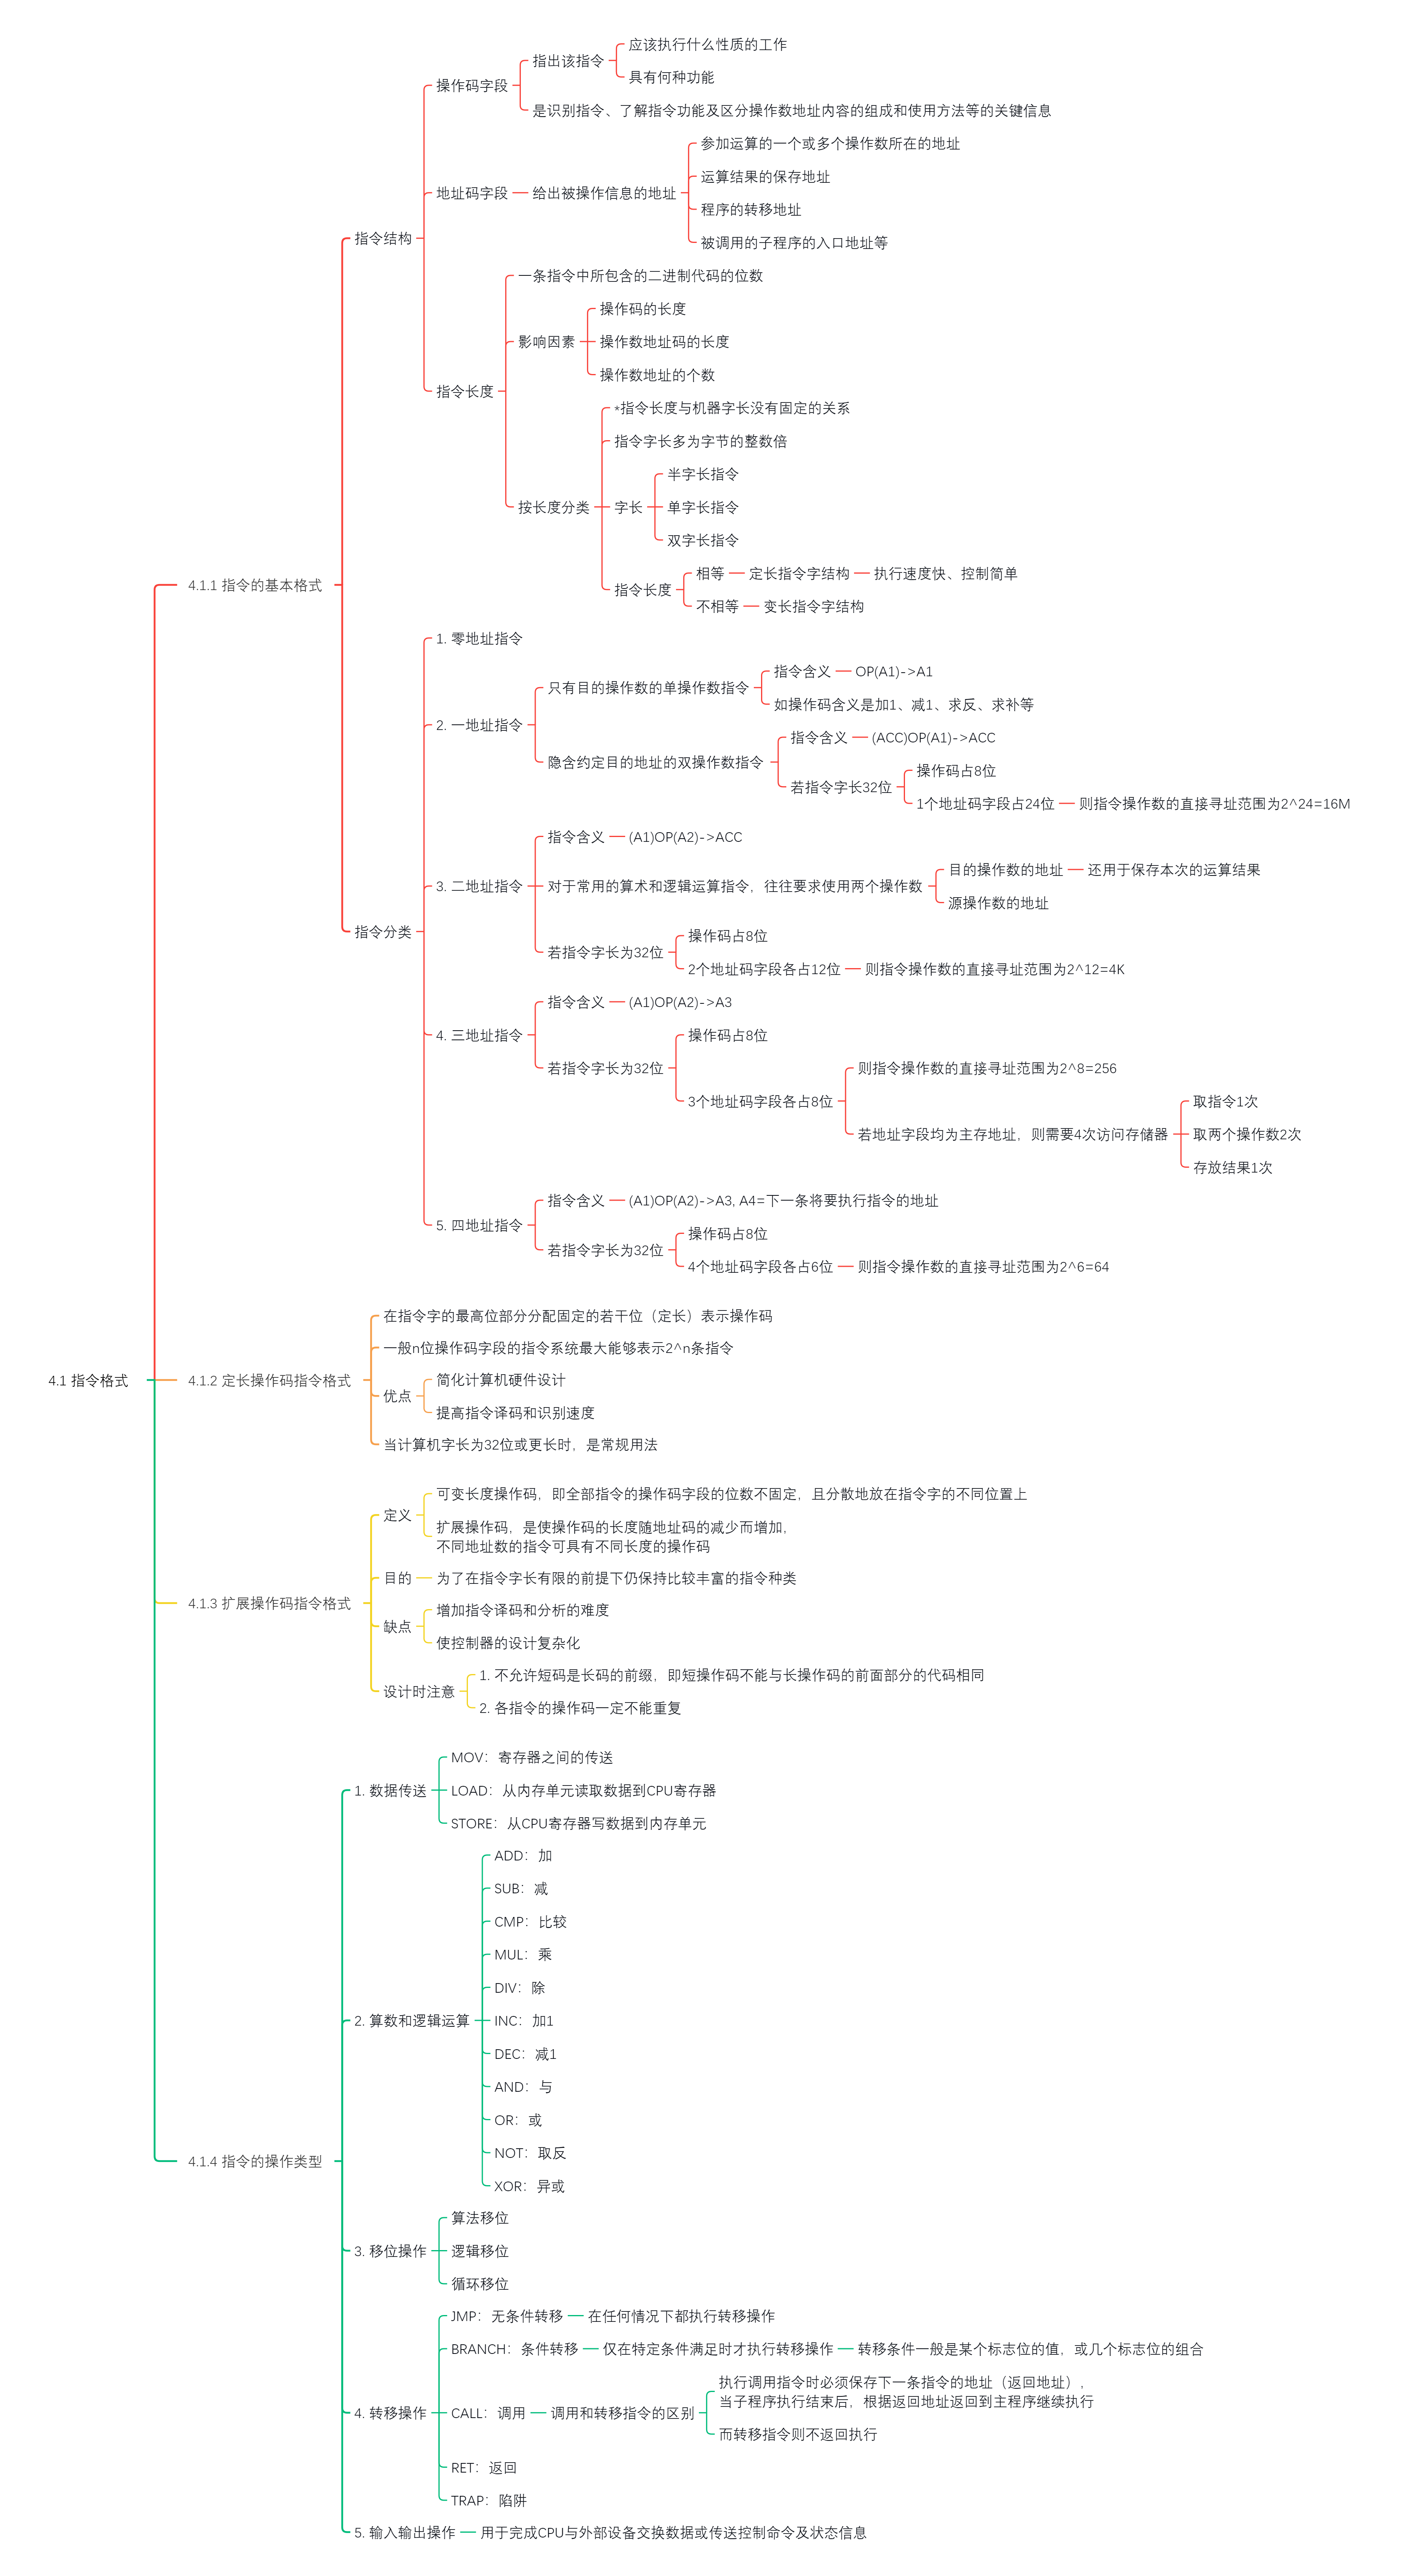 4.1 指令格式
4.1.1 指令的基本格式
指令结构
操作码字段
指出该指令
应该执行什么性质的工作
具有何种功能
是识别指令、了解指令功能及区分操作数地址内容的组成和使用方法等的关键信息
地址码字段
给出被操作信息的地址
参加运算的一个或多个操作数所在的地址
运算结果的保存地址
程序的转移地址
被调用的子程序的入口地址等
指令长度
一条指令中所包含的二进制代码的位数
影响因素
操作码的长度
操作数地址码的长度
操作数地址的个数
按长度分类
*指令长度与机器字长没有固定的关系
指令字长多为字节的整数倍
字长
半字长指令
单字长指令
双字长指令
指令长度
相等
定长指令字结构
执行速度快、控制简单
不相等
变长指令字结构
指令分类
1. 零地址指令
2. 一地址指令
只有目的操作数的单操作数指令
指令含义
OP(A1)->A1
如操作码含义是加1、减1、求反、求补等
隐含约定目的地址的双操作数指令
指令含义
(ACC)OP(A1)->ACC
若指令字长32位
操作码占8位
1个地址码字段占24位
则指令操作数的直接寻址范围为2^24=16M
3. 二地址指令
指令含义
(A1)OP(A2)->ACC
对于常用的算术和逻辑运算指令，往往要求使用两个操作数
目的操作数的地址
还用于保存本次的运算结果
源操作数的地址
若指令字长为32位
操作码占8位
2个地址码字段各占12位
则指令操作数的直接寻址范围为2^12=4K
4. 三地址指令
指令含义
(A1)OP(A2)->A3
若指令字长为32位
操作码占8位
3个地址码字段各占8位
则指令操作数的直接寻址范围为2^8=256
若地址字段均为主存地址，则需要4次访问存储器
取指令1次
取两个操作数2次
存放结果1次
5. 四地址指令
指令含义
(A1)OP(A2)->A3, A4=下一条将要执行指令的地址
若指令字长为32位
操作码占8位
4个地址码字段各占6位
则指令操作数的直接寻址范围为2^6=64
4.1.2 定长操作码指令格式
在指令字的最高位部分分配固定的若干位（定长）表示操作码
一般n位操作码字段的指令系统最大能够表示2^n条指令
优点
简化计算机硬件设计
提高指令译码和识别速度
当计算机字长为32位或更长时，是常规用法
4.1.3 扩展操作码指令格式
定义
可变长度操作码，即全部指令的操作码字段的位数不固定，且分散地放在指令字的不同位置上
扩展操作码，是使操作码的长度随地址码的减少而增加，
不同地址数的指令可具有不同长度的操作码
目的
为了在指令字长有限的前提下仍保持比较丰富的指令种类
缺点
增加指令译码和分析的难度
使控制器的设计复杂化
设计时注意
1. 不允许短码是长码的前缀，即短操作码不能与长操作码的前面部分的代码相同
2. 各指令的操作码一定不能重复
4.1.4 指令的操作类型
1. 数据传送
MOV：寄存器之间的传送
LOAD：从内存单元读取数据到CPU寄存器
STORE：从CPU寄存器写数据到内存单元
2. 算数和逻辑运算
ADD：加
SUB：减
CMP：比较
MUL：乘
DIV：除
INC：加1
DEC：减1
AND：与
OR：或
NOT：取反
XOR：异或
3. 移位操作
算法移位
逻辑移位
循环移位
4. 转移操作
JMP：无条件转移
在任何情况下都执行转移操作
BRANCH：条件转移
仅在特定条件满足时才执行转移操作
转移条件一般是某个标志位的值，或几个标志位的组合
CALL：调用
调用和转移指令的区别
执行调用指令时必须保存下一条指令的地址（返回地址），
当子程序执行结束后，根据返回地址返回到主程序继续执行
而转移指令则不返回执行
RET：返回
TRAP：陷阱
5. 输入输出操作
用于完成CPU与外部设备交换数据或传送控制命令及状态信息